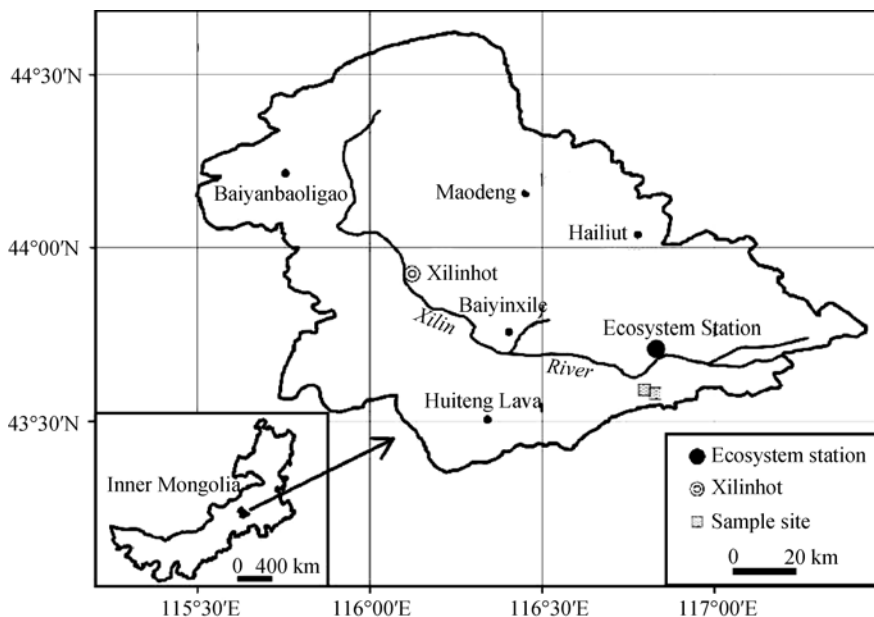 44°30′N
Baiyanbaoligao
Maodeng
Hailiut
44°00′N
Xilinhot
Baiyinxile
Xilin
River
Ecosystem Station
Huiteng Lava
43°30′N
Inner Mongolia
0 400 km
Ecosystem station
Xilinhot
Sample site
0 20 km
115°30′E 116°00′E 116°30′E 117°00′E